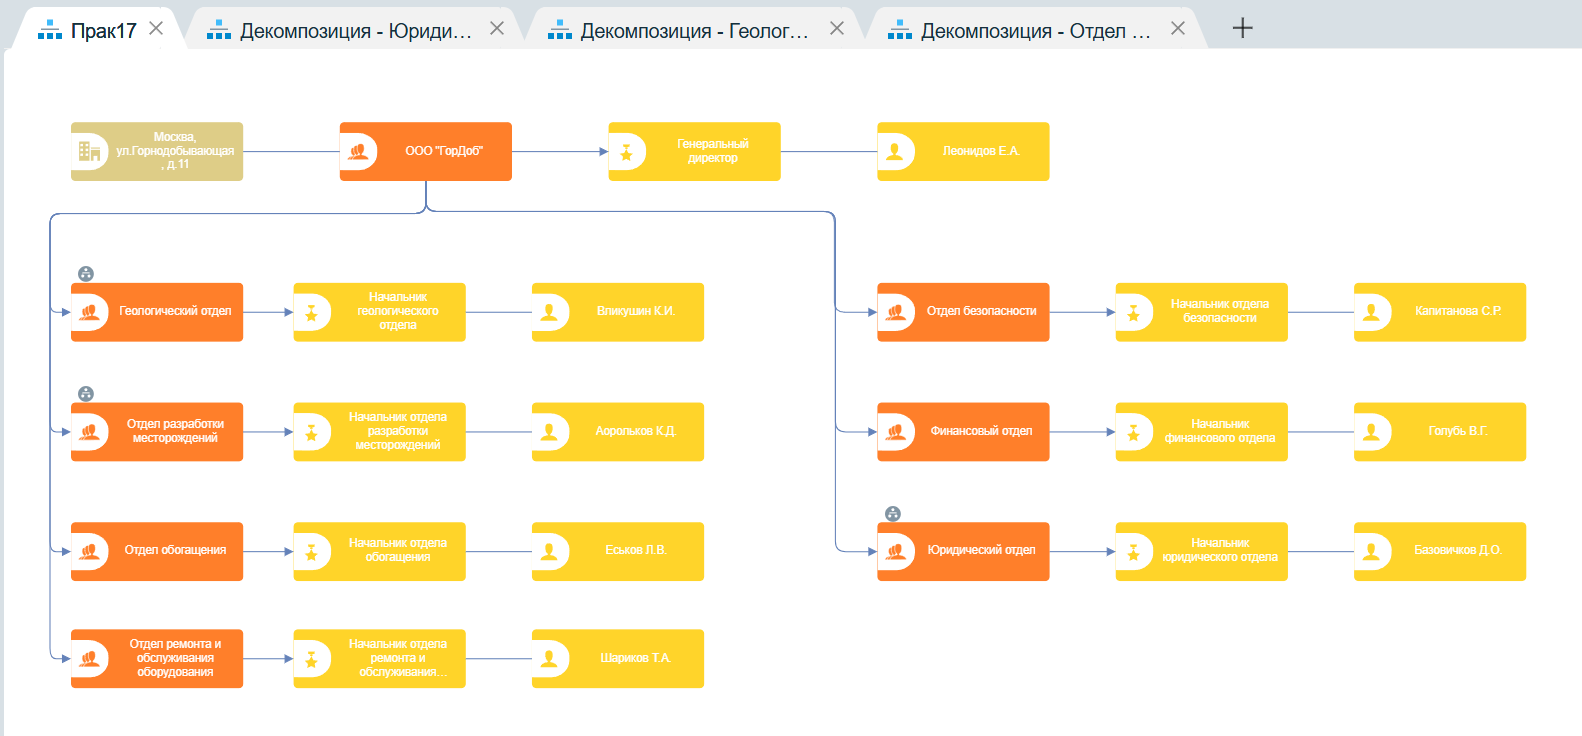 Прак17
Декомпозиция - Юриди...
Декомпозиция - Геолог...
Декомпозиция - Отдел ...
Москва,
ул.Горнодобывающая
, д.11
ООО "ГорДоб"
Генеральный
директор
Леонидов Е.А.
Геологический отдел
Начальник
геологического
отдела
Вликушин К.И.
Отдел безопасности
Начальник отдела
безопасности
Капитанова С.Р.
Отдел разработки
месторождений
Начальник отдела
разработки
месторождений
Аорольков К.Д.
Финансовый отдел
Начальник
финансового отдела
Голубь В.Г.
Отдел обогащения
Начальник отдела
обогащения
Еськов Л.В.
Юридический отдел
Начальник
юридического отдела
Базовичков Д.О.
Отдел ремонта и
обслуживания
оборудования
Начальник отдела
ремонта и
обслуживания...
Шариков Т.А.